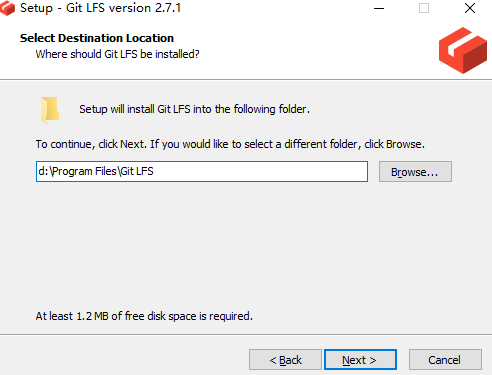 Setup - Git LFS version 2.7.1
Select Destination Location
Where should Git LFS be installed?
Setup will install Git LFS into the following folder.
To continue, click Next. If you would like to select a different folder, click Browse.
d:\Program Files\Git LFS
Browse...
At least 1.2 MB of free disk space is required.
< Back
Next >
Cancel